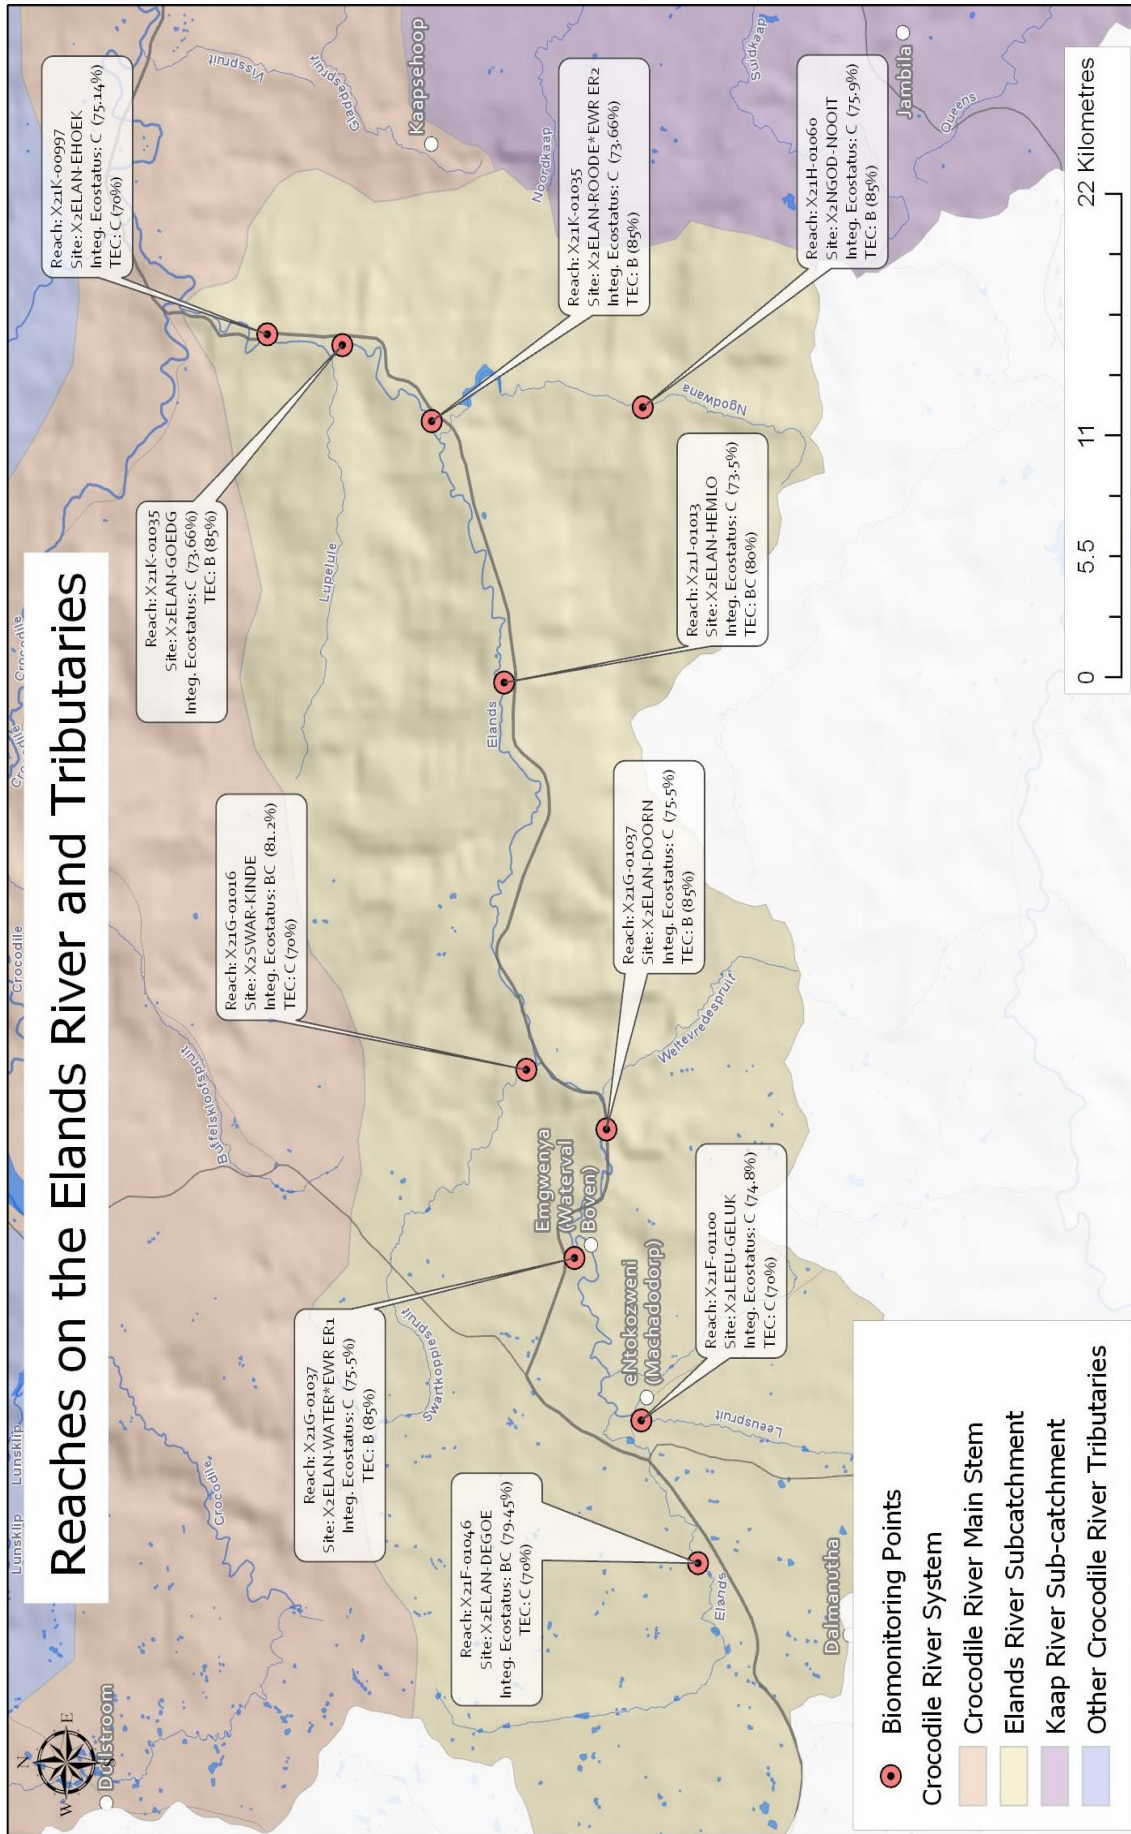 Reaches on the Elands River and Tributaries
N
W
E
S
Lunsklip
Lunsklip
Crocodile
Crocodile
Crocodile
Dullstroom
Crocodile
Buffelskloofspruit
Visspruit
Gladdespruit
Kaapsehoop
Reach: X21K-00997
Site: X2ELAN-EHOEK
Integ. Ecostatus: C (75.14%)
TEC: C (70%)
Reach: X21K-01035
Site: X2ELAN-GOEDG
Integ. Ecostatus: C (73.66%)
TEC: B (85%)
Reach: X21G-01016
Site: X2SWAR-KINDE
Integ. Ecostatus: BC (81.2%)
TEC: C (70%)
Reach: X21G-01037
Site: X2ELAN-WATER*EWR ER1
Integ. Ecostatus: C (75.5%)
TEC: B (85%)
Reach: X21F-01046
Site: X2ELAN-DEGOE
Integ. Ecostatus: BC (79.45%)
TEC: C (70%)
Swartkoppiespruit
Lupelule
Elands
Emgwenya
(Waterval
Boven)
eNtokozweni
(Machadodorp)
Elands
Leeuspruit
Weltevredespruit
Ngodwana
Noordkaap
Suidkaap
Queens
Jambila
Dalmanutha
Reach: X21K-01035
Site: X2ELAN-ROODE*EWR ER2
Integ. Ecostatus: C (73.66%)
TEC: B (85%)
Reach: X21G-01037
Site: X2ELAN-DOORN
Integ. Ecostatus: C (75.5%)
TEC: B (85%)
Reach: X21J-01013
Site: X2ELAN-HEMLO
Integ. Ecostatus: C (73.5%)
TEC: BC (80%)
Reach: X21F-01100
Site: X2LEEU-GELUK
Integ. Ecostatus: C (74.8%)
TEC: C (70%)
Reach: X21H-01060
Site: X2NGOD-NOOIT
Integ. Ecostatus: C (75.9%)
TEC: B (85%)
Biomonitoring Points
Crocodile River System
Crocodile River Main Stem
Elands River Subcatchment
Kaap River Sub-catchment
Other Crocodile River Tributaries
0 5.5 11 22 Kilometres